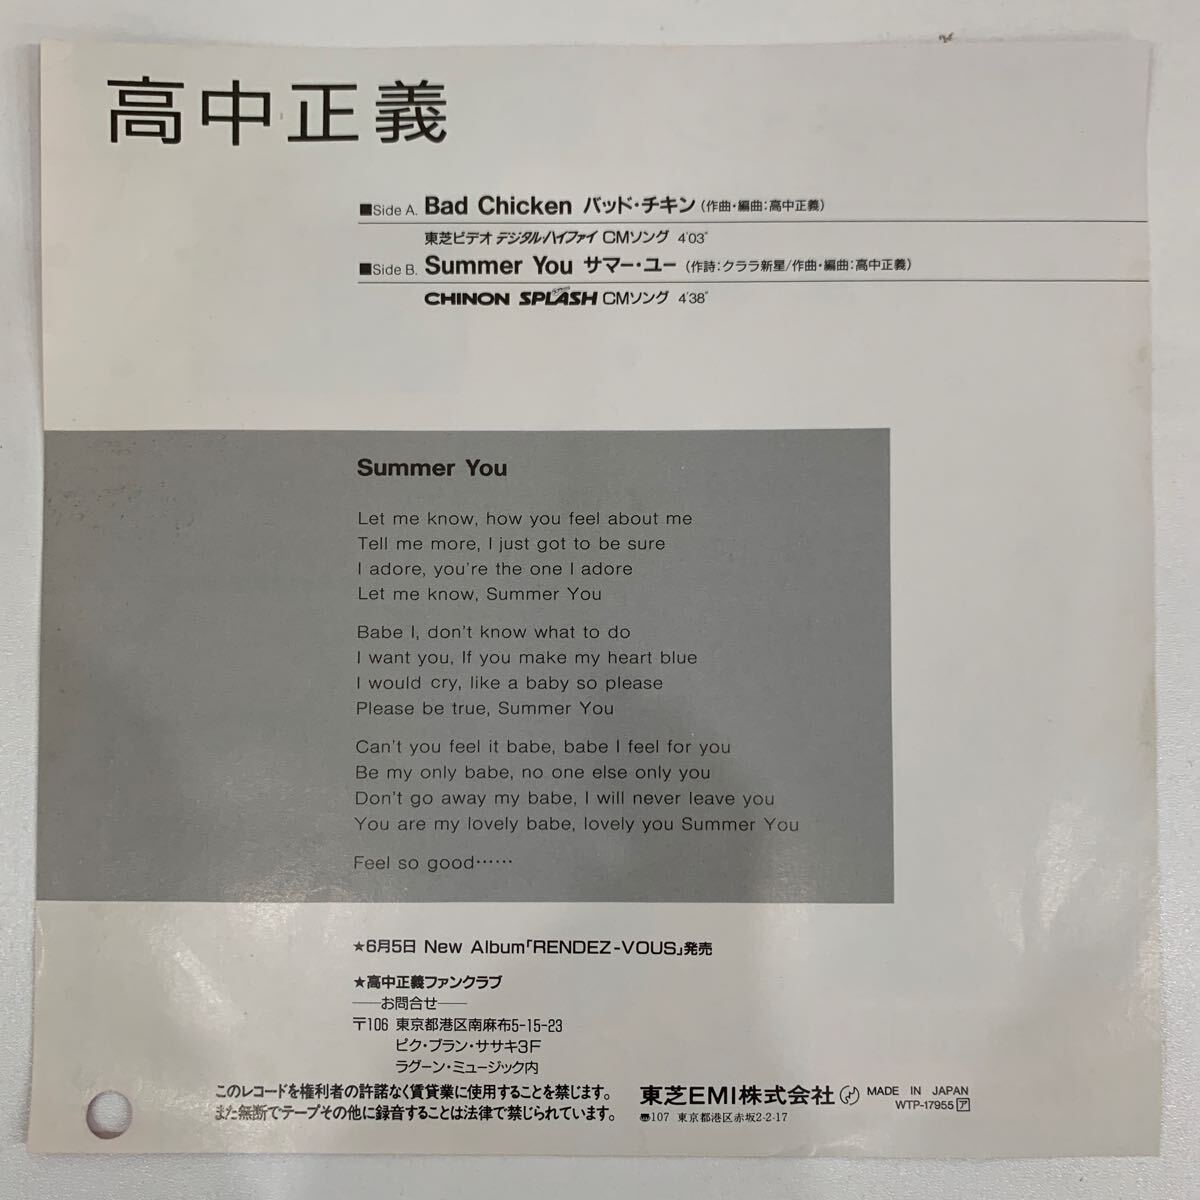 高中正義
■Side A. Bad Chicken バッド・チキン (作曲・編曲:高中正義)
東芝ビデオ デジタル・ハイファイ CMソング 4'03"
■Side B. Summer You サマー・ユー (作詩:クララ新星/作曲・編曲:高中正義)
CHINON SPLASH CMソング 4'38"
Summer You
Let me know, how you feel about me
Tell me more, I just got to be sure
I adore, you're the one I adore
Let me know, Summer You
Babe I, don't know what to do
I want you, If you make my heart blue
I would cry, like a baby so please
Please be true, Summer You
Can't you feel it babe, babe I feel for you
Be my only babe, no one else only you
Don't go away my babe, I will never leave you
You are my lovely babe, lovely you Summer You
Feel so good……
★6月5日 New Album「RENDEZ-VOUS」発売
★高中正義ファンクラブ
──お問合せ──
〒106 東京都港区南麻布5-15-23
ピク・ブラン・ササキ3F
ラグーン・ミュージック内
このレコードを権利者の許諾なく賃貸業に使用することを禁じます。
また無断でテープその他に録音することは法律で禁じられています。
東芝EMI株式会社 MADE IN JAPAN
WTP-17955 ア
107 東京都港区赤坂2-2-17